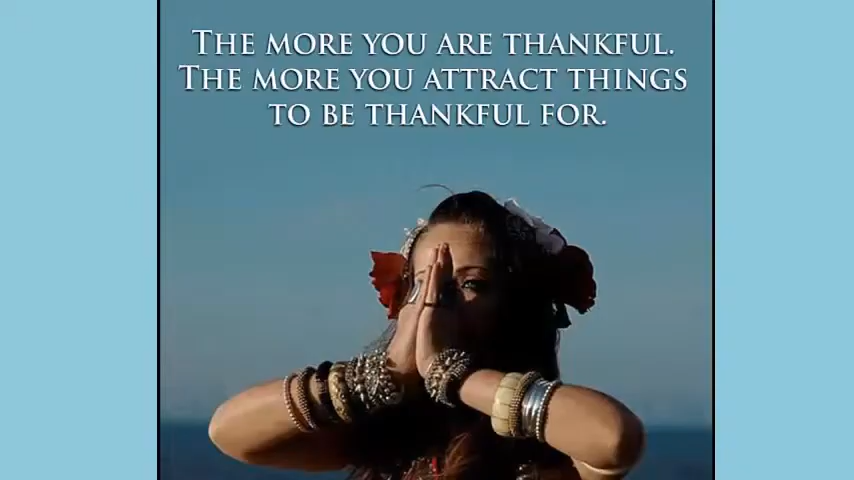 The more you are thankful.
The more you attract things
to be thankful for.